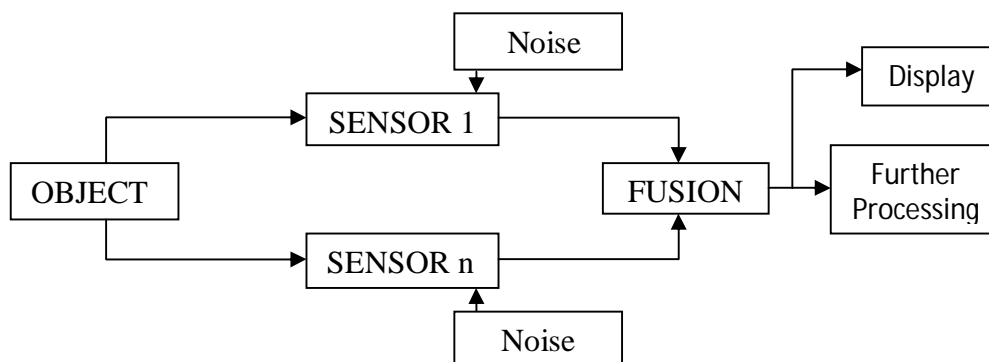 Noise
Display
SENSOR 1
OBJECT
FUSION
Further
Processing
SENSOR n
Noise